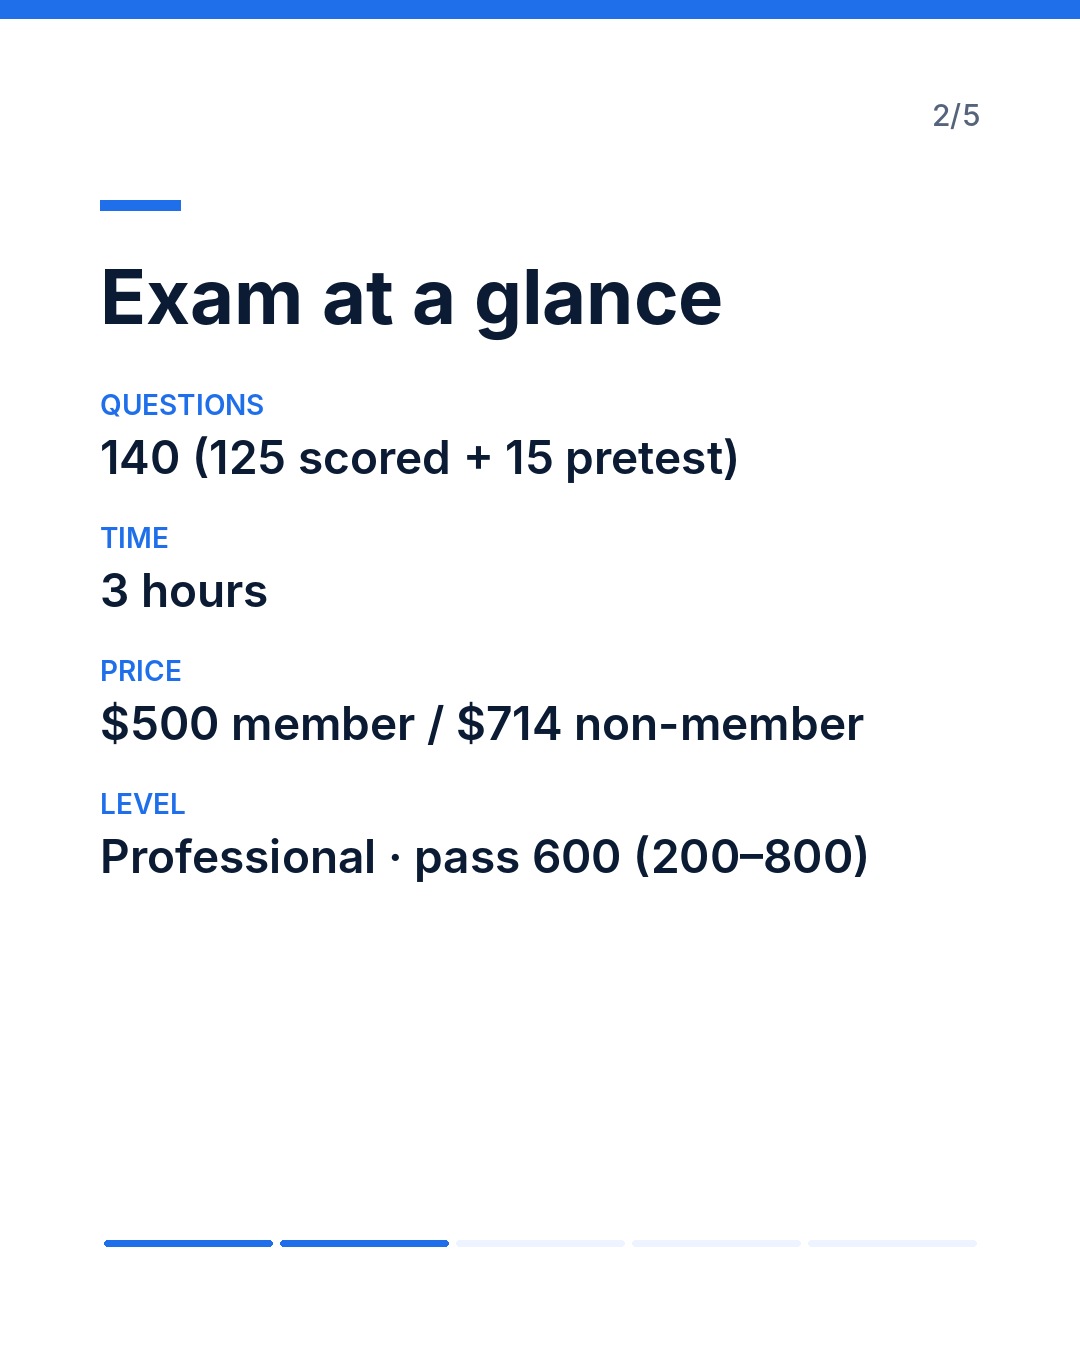 2/5
Exam at a glance
QUESTIONS
140 (125 scored + 15 pretest)
TIME
3 hours
PRICE
$500 member / $714 non-member
LEVEL
Professional · pass 600 (200–800)